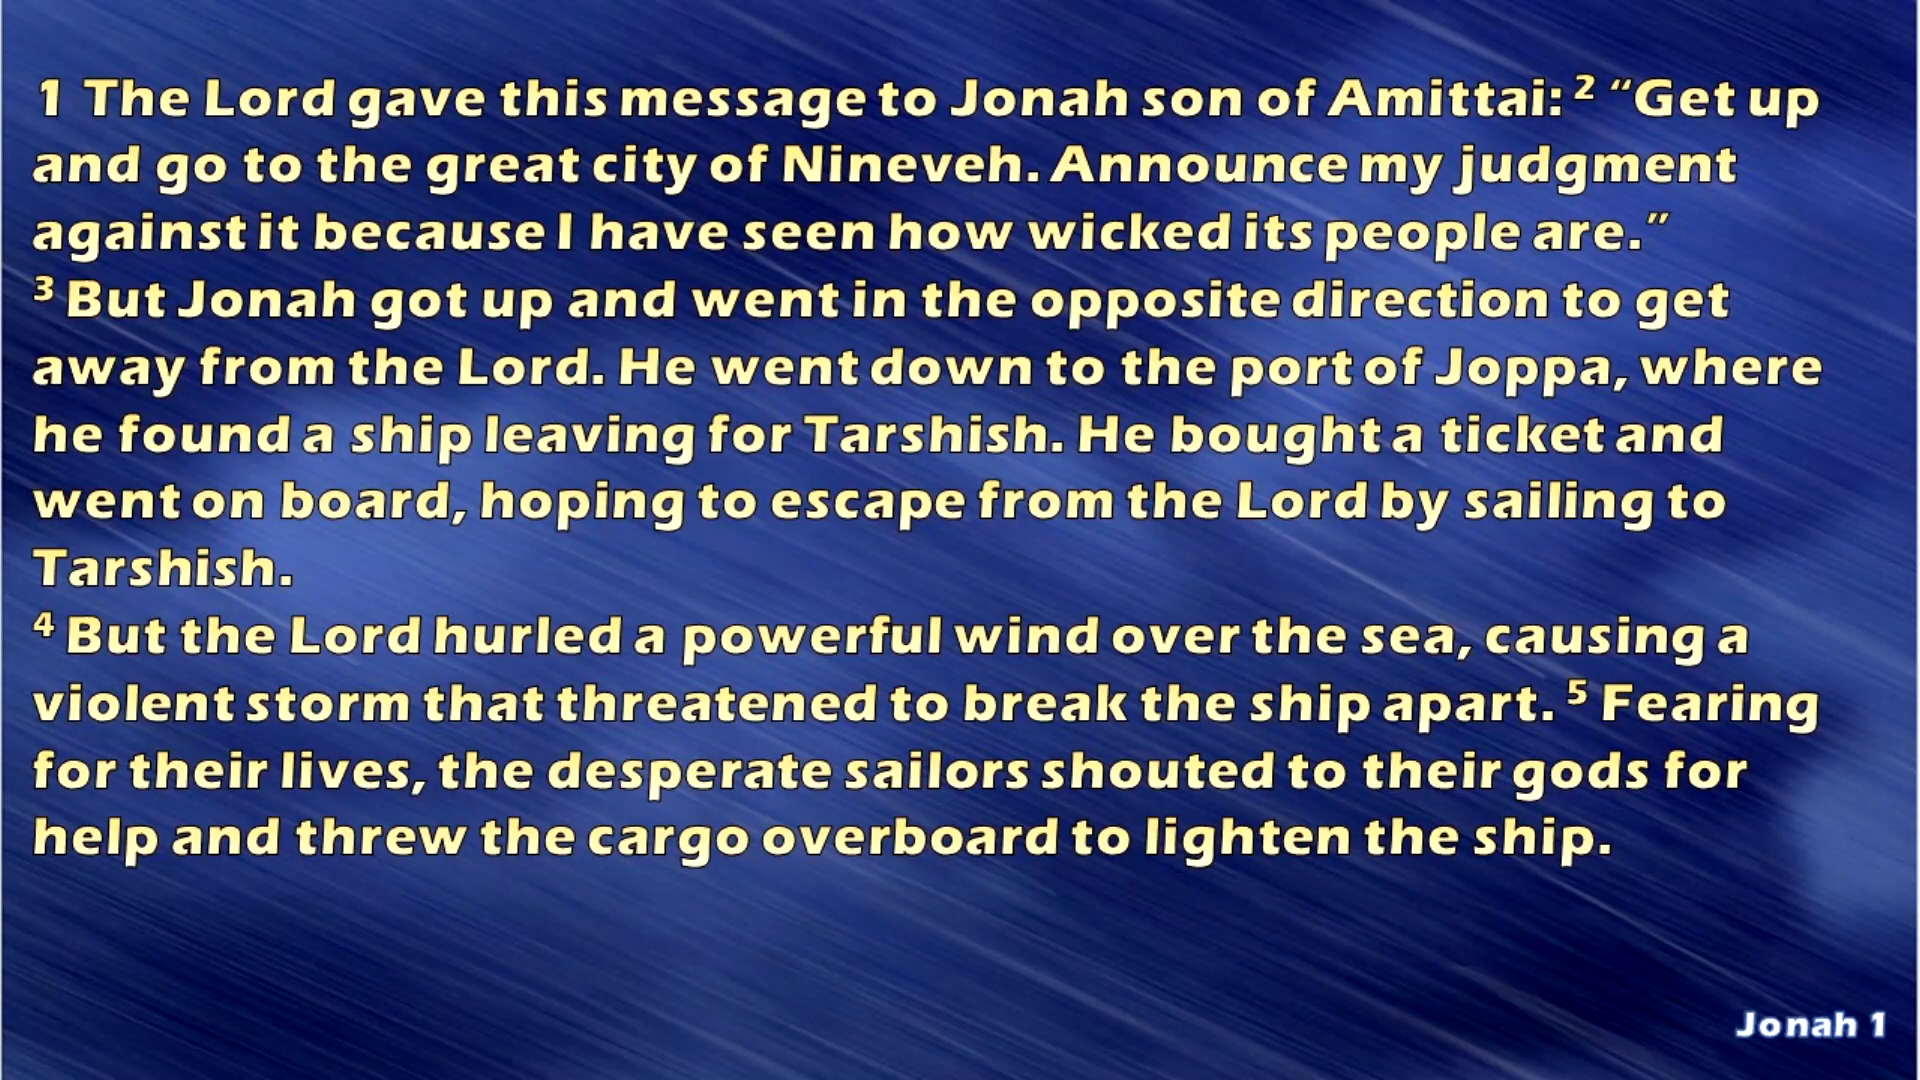 1 The Lord gave this message to Jonah son of Amittai: ² “Get up
and go to the great city of Nineveh. Announce my judgment
against it because I have seen how wicked its people are.”
³ But Jonah got up and went in the opposite direction to get
away from the Lord. He went down to the port of Joppa, where
he found a ship leaving for Tarshish. He bought a ticket and
went on board, hoping to escape from the Lord by sailing to
Tarshish.
⁴ But the Lord hurled a powerful wind over the sea, causing a
violent storm that threatened to break the ship apart. ⁵ Fearing
for their lives, the desperate sailors shouted to their gods for
help and threw the cargo overboard to lighten the ship.
Jonah 1